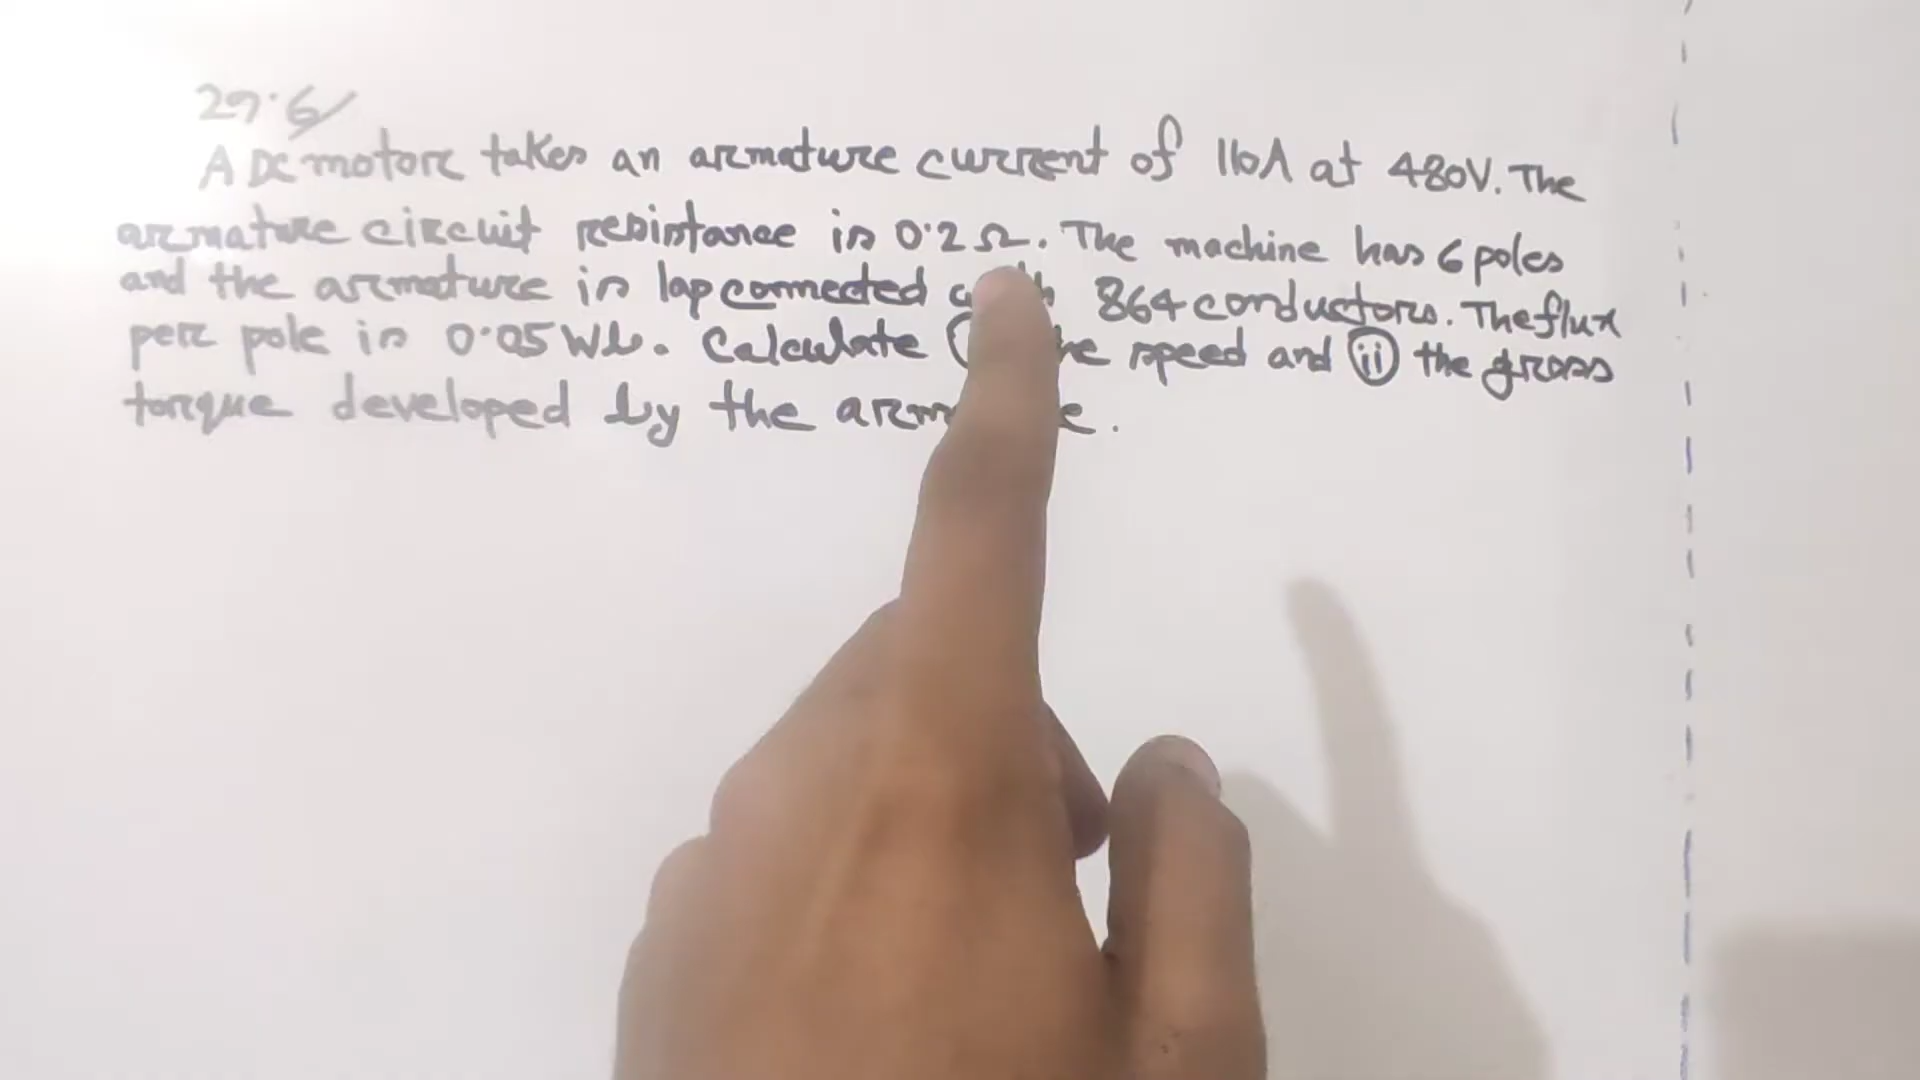 29.6/
A DC motor takes an armature current of 110A at 480V. The
armature circuit resistance is 0.2 Ω. The machine has 6 poles
and the armature is lap connected 864 conductors. The flux
per pole is 0.05 Wb. Calculate speed and (ii) the gross
torque developed by the